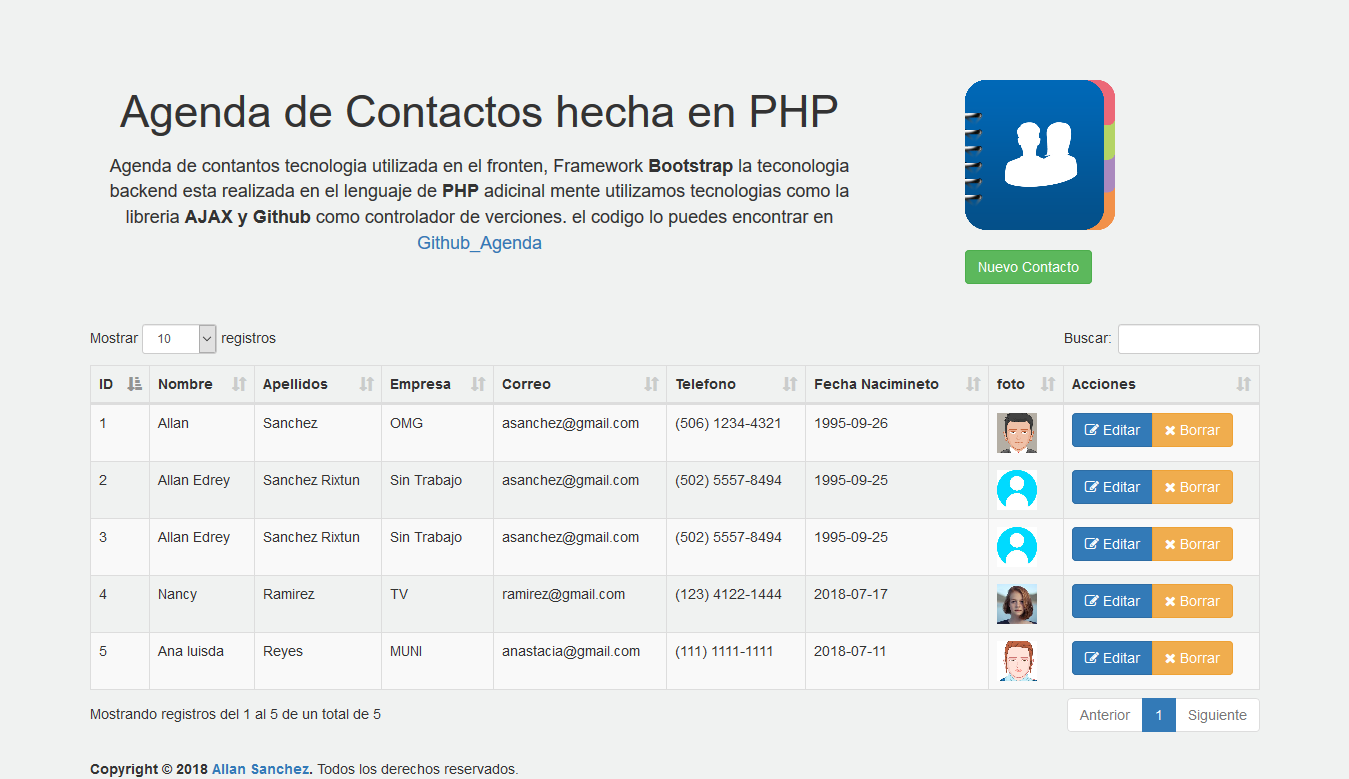 Agenda de Contactos hecha en PHP
Agenda de contantos tecnologia utilizada en el fronten, Framework Bootstrap la teconologia
backend esta realizada en el lenguaje de PHP adicinal mente utilizamos tecnologias como la
libreria AJAX y Github como controlador de verciones. el codigo lo puedes encontrar en
Github_Agenda
Nuevo Contacto
Mostrar 10 registros Buscar:
ID Nombre Apellidos Empresa Correo Telefono Fecha Nacimineto foto Acciones
1 Allan Sanchez OMG asanchez@gmail.com (506) 1234-4321 1995-09-26 Editar Borrar
2 Allan Edrey Sanchez Rixtun Sin Trabajo asanchez@gmail.com (502) 5557-8494 1995-09-25 Editar Borrar
3 Allan Edrey Sanchez Rixtun Sin Trabajo asanchez@gmail.com (502) 5557-8494 1995-09-25 Editar Borrar
4 Nancy Ramirez TV ramirez@gmail.com (123) 4122-1444 2018-07-17 Editar Borrar
5 Ana luisda Reyes MUNI anastacia@gmail.com (111) 1111-1111 2018-07-11 Editar Borrar
Mostrando registros del 1 al 5 de un total de 5 Anterior 1 Siguiente
Copyright © 2018 Allan Sanchez. Todos los derechos reservados.